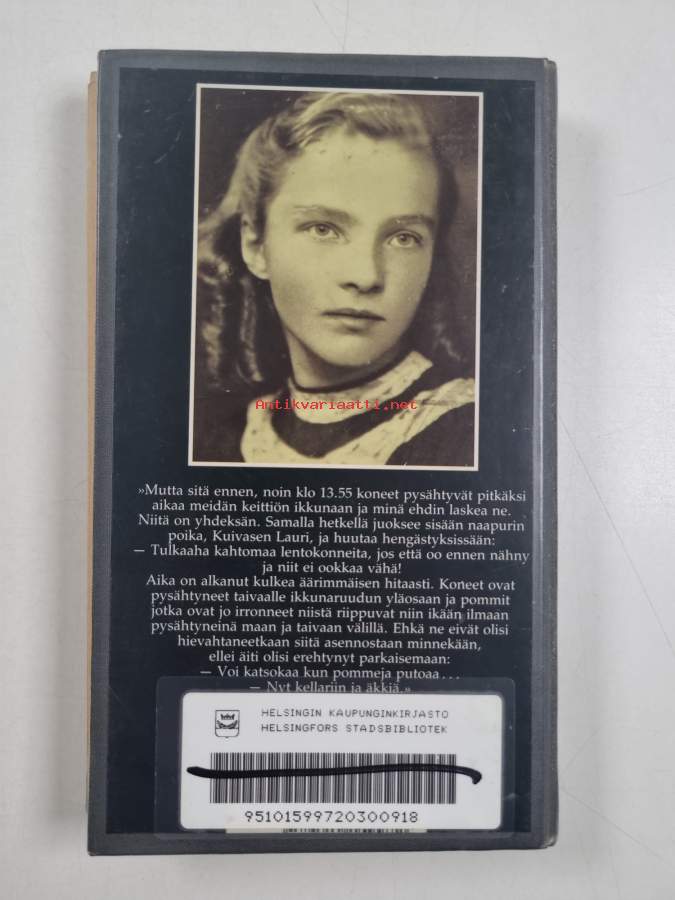 Antikvariaatti.net
»Mutta sitä ennen, noin klo 13.55 koneet pysähtyvät pitkäksi
aikaa meidän keittiön ikkunaan ja minä ehdin laskea ne.
Niitä on yhdeksän. Samalla hetkellä juoksee sisään naapurin
poika, Kuivasen Lauri, ja huutaa hengästyksissään:
— Tulkaaha kahtomaa lentokonneita, jos että oo ennen nähny
ja niit ei ookkaa vähä!
Aika on alkanut kulkea äärimmäisen hitaasti. Koneet ovat
pysähtyneet taivaalle ikkunaruudun yläosaan ja pommit
jotka ovat jo irronneet niistä riippuvat niin ikään ilmaan
pysähtyneinä maan ja taivaan välillä. Ehkä ne eivät olisi
hievahtaneetkaan siitä asennostaan minnekään,
ellei äiti olisi erehtynyt parkaisemaan:
— Voi katsokaa kun pommeja putoaa...
— Nyt kellariin ja äkkiä.»
HELSINGIN KAUPUNGINKIRJASTO
HELSINGFORS STADSBIBLIOTEK
95101599720300918